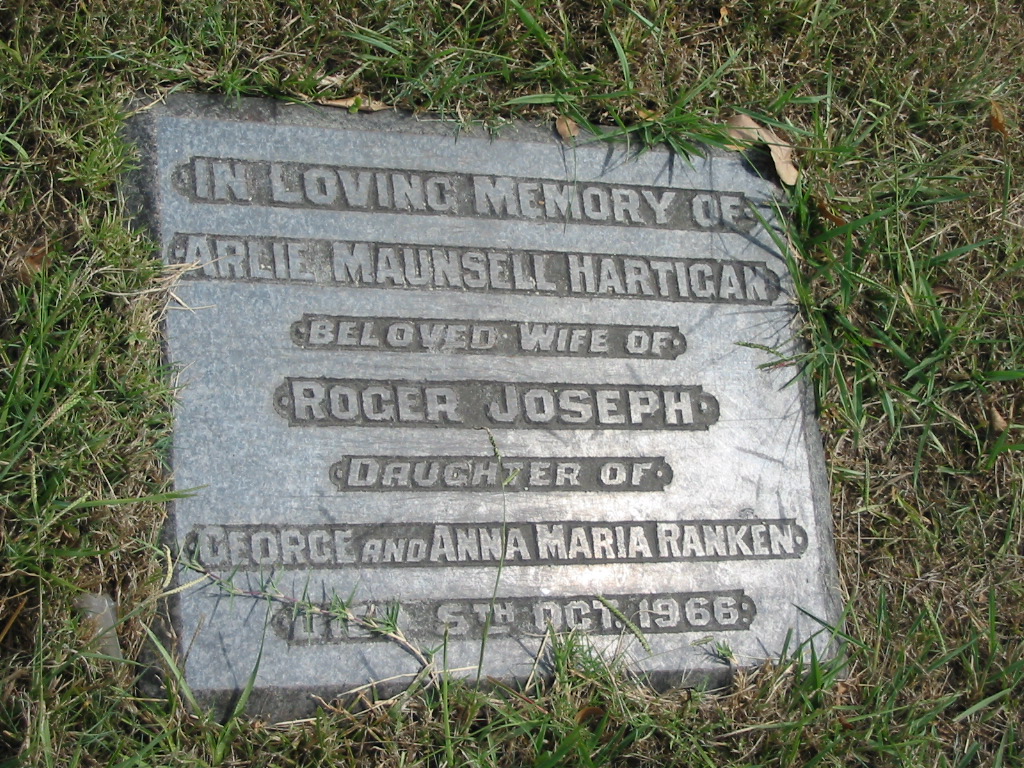 IN LOVING MEMORY OF
ARLIE MAUNSELL HARTIGAN
BELOVED WIFE OF
ROGER JOSEPH
DAUGHTER OF
GEORGE AND ANNA MARIA RANKEN
DIED 5TH OCT. 1966